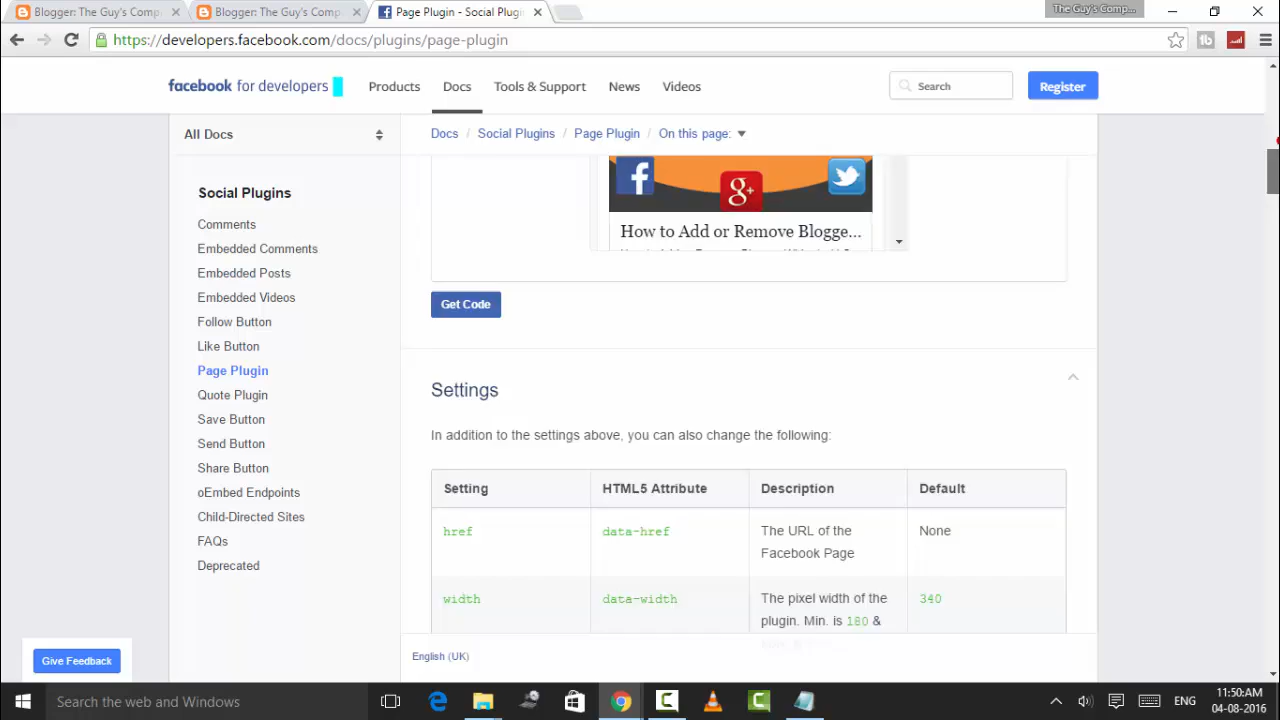 Blogger: The Guy's Comp
Blogger: The Guy's Comp
Page Plugin - Social Plugin
The Guy's Comp...
https://developers.facebook.com/docs/plugins/page-plugin
facebook for developers
Products
Docs
Tools & Support
News
Videos
Search
Register
All Docs
Docs / Social Plugins / Page Plugin / On this page:
Social Plugins
Comments
Embedded Comments
Embedded Posts
Embedded Videos
Follow Button
Like Button
Page Plugin
Quote Plugin
Save Button
Send Button
Share Button
oEmbed Endpoints
Child-Directed Sites
FAQs
Deprecated
How to Add or Remove Blogge...
Get Code
Settings
In addition to the settings above, you can also change the following:
Setting HTML5 Attribute Description Default
href data-href The URL of the Facebook Page None
width data-width The pixel width of the plugin. Min. is 180 & 340
English (UK)
Give Feedback
Search the web and Windows
ENG
11:50:AM
04-08-2016